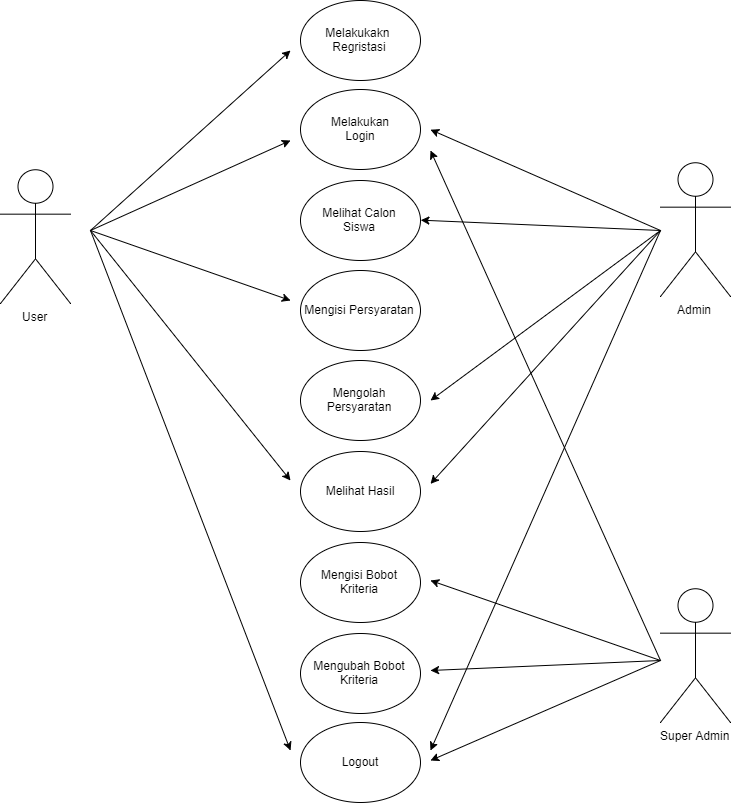 Melakukakn
Regristasi
Melakukan
Login
Melihat Calon
Siswa
Mengisi Persyaratan
User
Admin
Mengolah
Persyaratan
Melihat Hasil
Mengisi Bobot
Kriteria
Mengubah Bobot
Kriteria
Super Admin
Logout